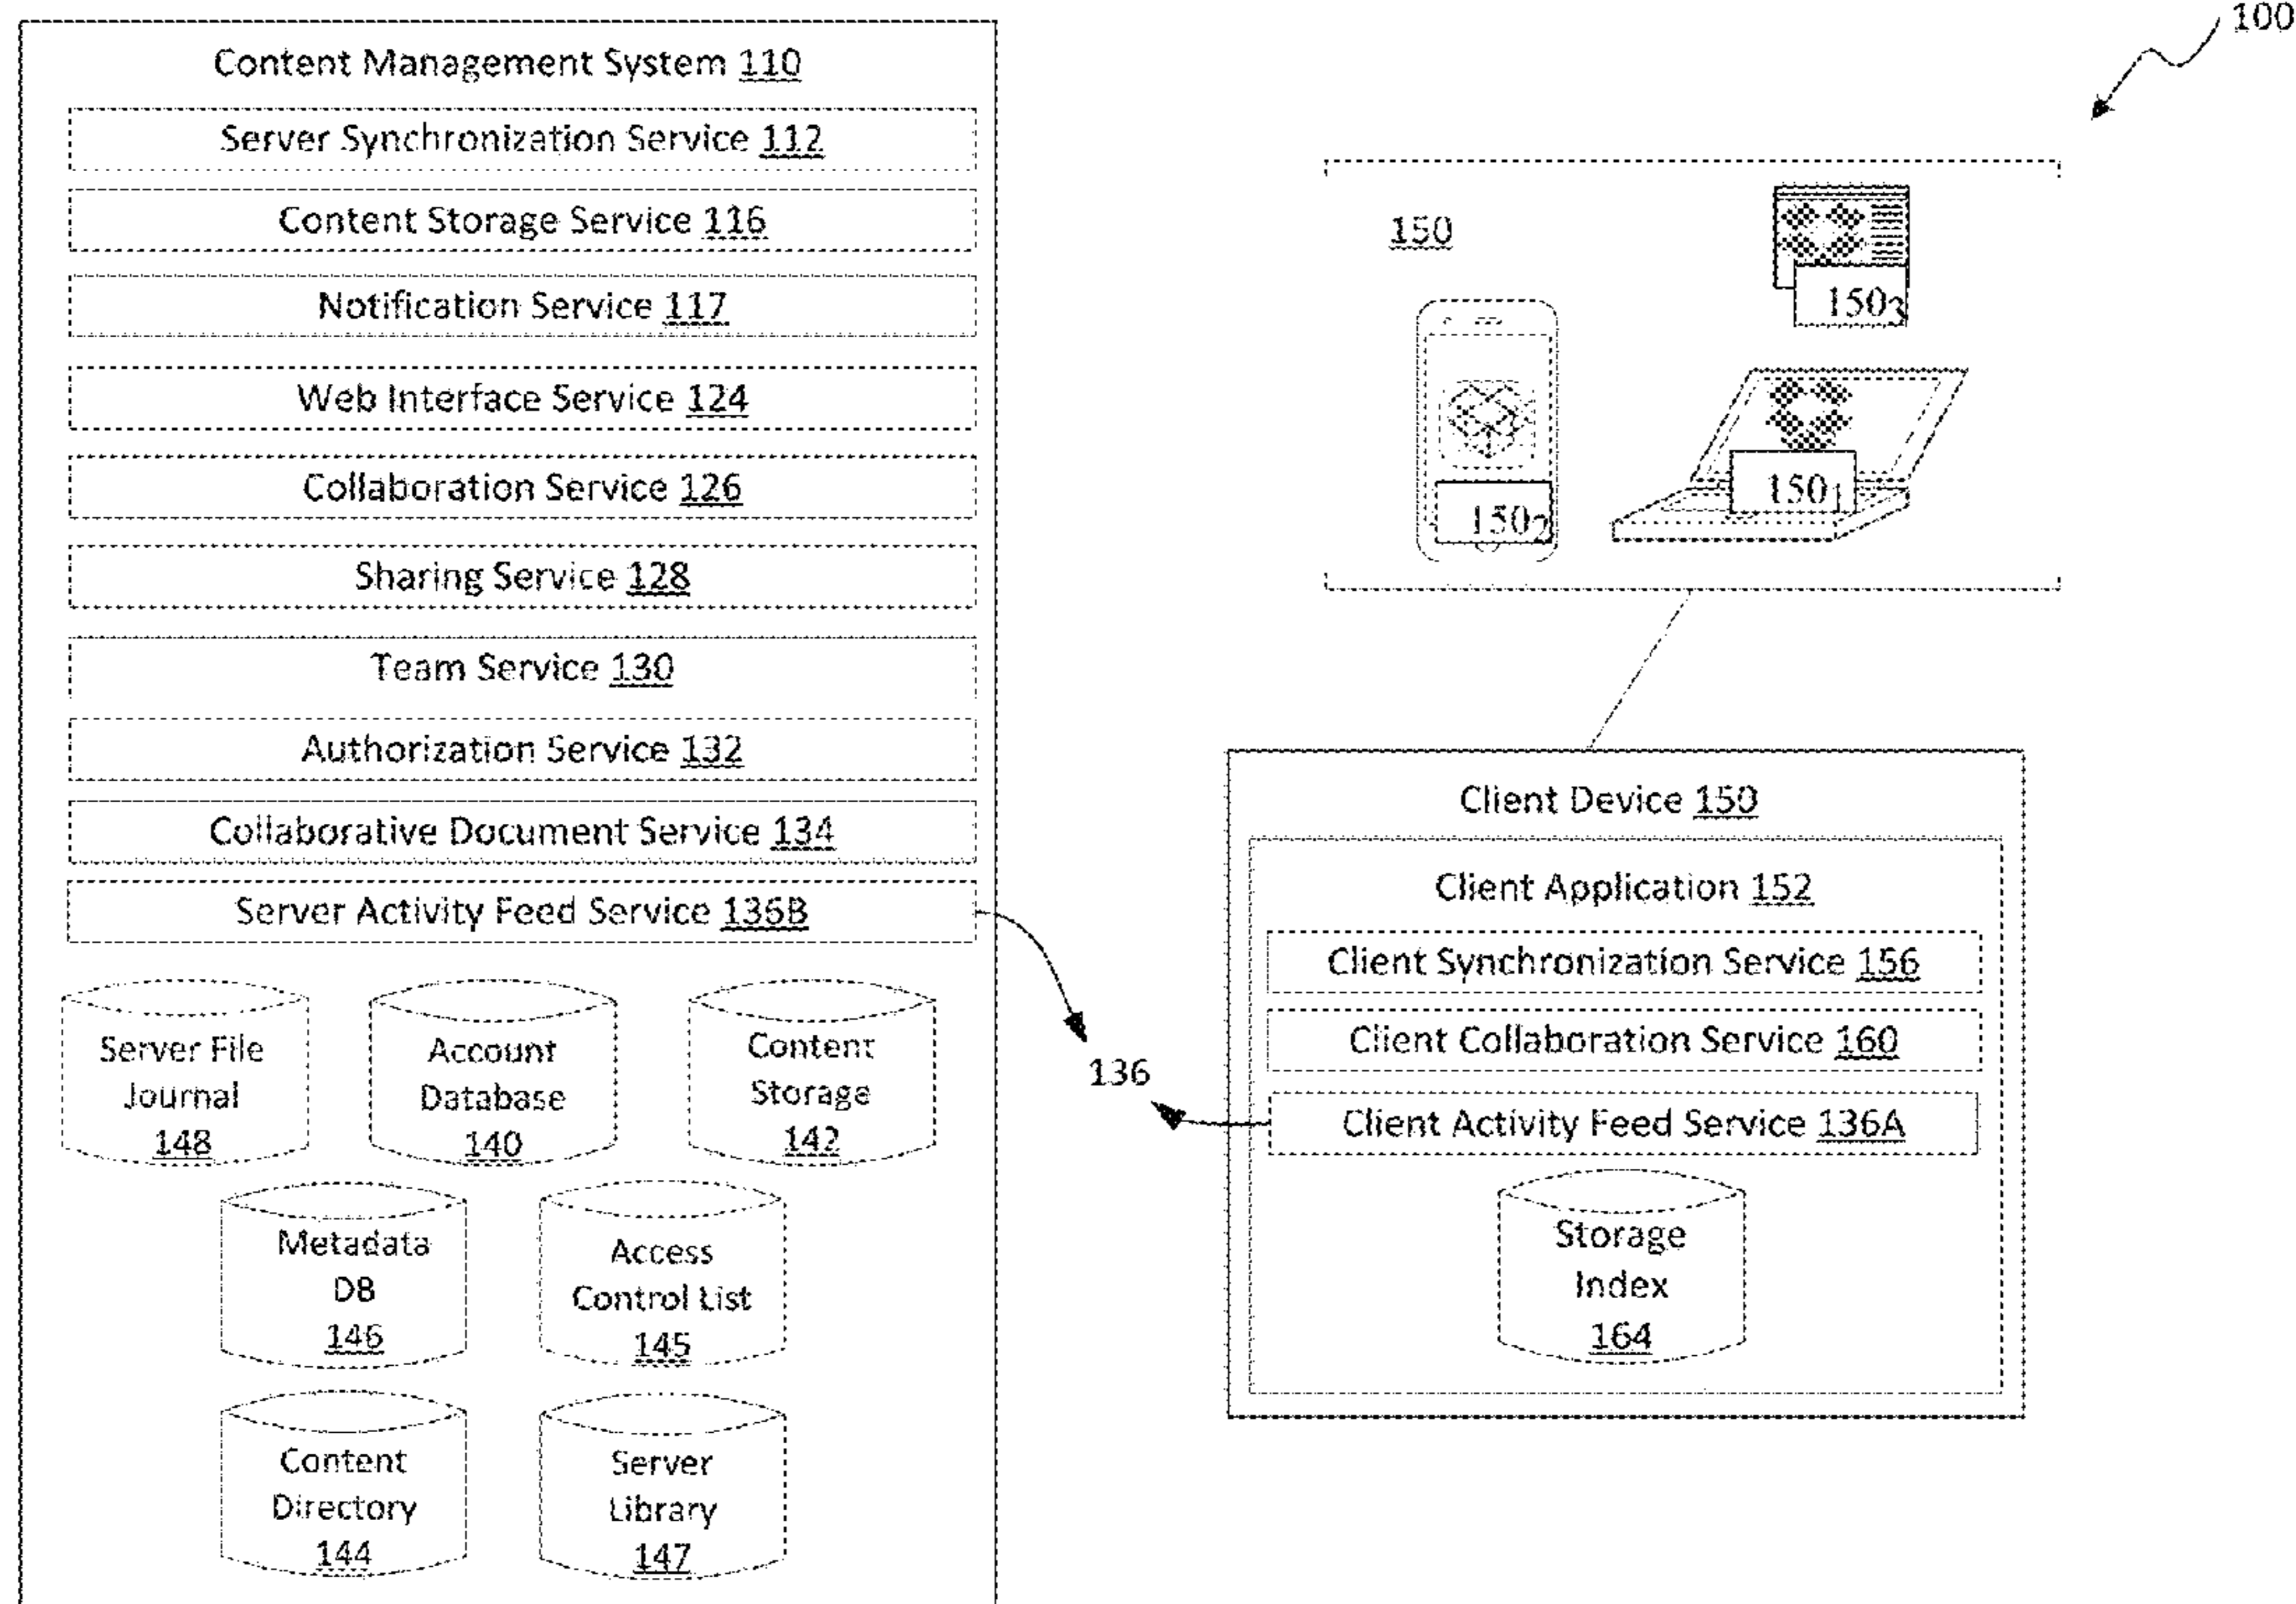 100
Content Management System 110
Server Synchronization Service 112
Content Storage Service 116
Notification Service 117
Web Interface Service 124
Collaboration Service 126
Sharing Service 128
Team Service 130
Authorization Service 132
Collaborative Document Service 134
Server Activity Feed Service 136B
Server File
Journal
148
Account
Database
140
Content
Storage
142
Metadata
DB
146
Access
Control List
145
Content
Directory
144
Server
Library
147
136
150
150₃
150₂
150₁
Client Device 150
Client Application 152
Client Synchronization Service 156
Client Collaboration Service 160
Client Activity Feed Service 136A
Storage
Index
164